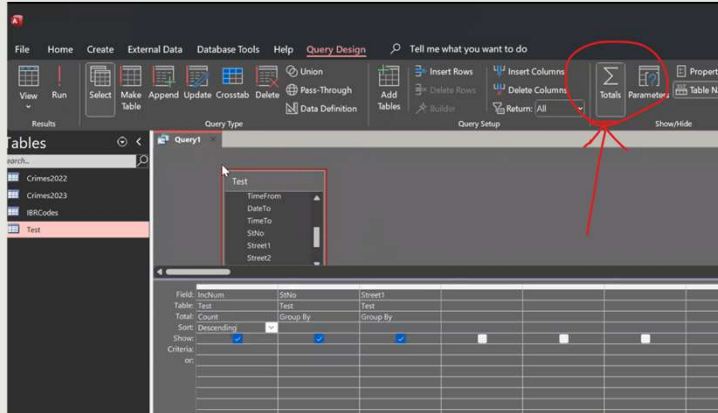 A
File Home Create External Data Database Tools Help Query Design Tell me what you want to do
View Run Select Make Table Append Update Crosstab Delete
Union
Pass-Through
Data Definition
Add Tables
Insert Rows
Delete Rows
Builder
Insert Columns
Delete Columns
Return: All
Totals Parameters
Propert
Table N
Results Query Type Query Setup Show/Hide
Tables
earch...
Crimes2022
Crimes2023
IBRCodes
Test
Query1
Test
TimeFrom
DateTo
TimeTo
StNo
Street1
Street2
Field: IncNum StNo Street1
Table: Test Test Test
Total: Count Group By Group By
Sort: Descending
Show:
Criteria:
or: